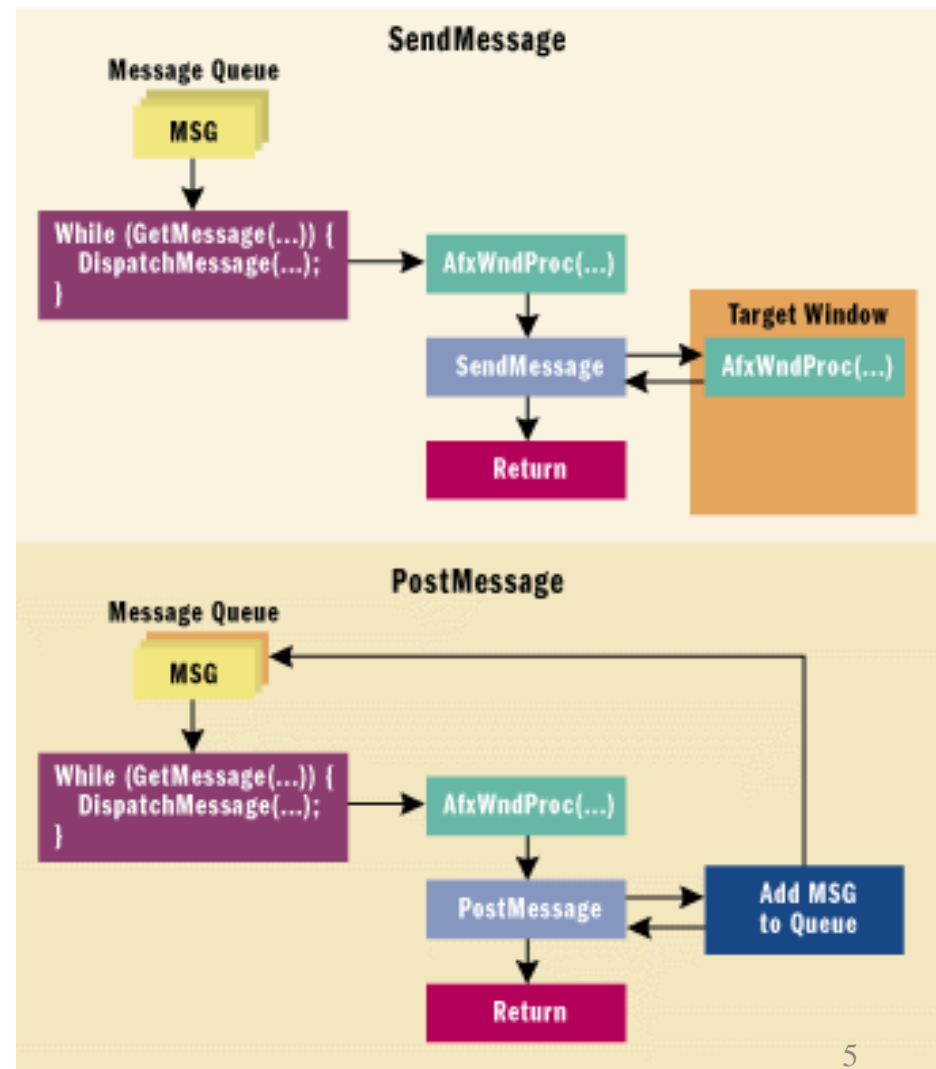 SendMessage
Message Queue
MSG
While (GetMessage(...)) {
DispatchMessage(...);
}
AfxWndProc(...)
SendMessage
Return
Target Window
AfxWndProc(...)
PostMessage
Message Queue
MSG
While (GetMessage(...)) {
DispatchMessage(...);
}
AfxWndProc(...)
PostMessage
Add MSG
to Queue
Return
5